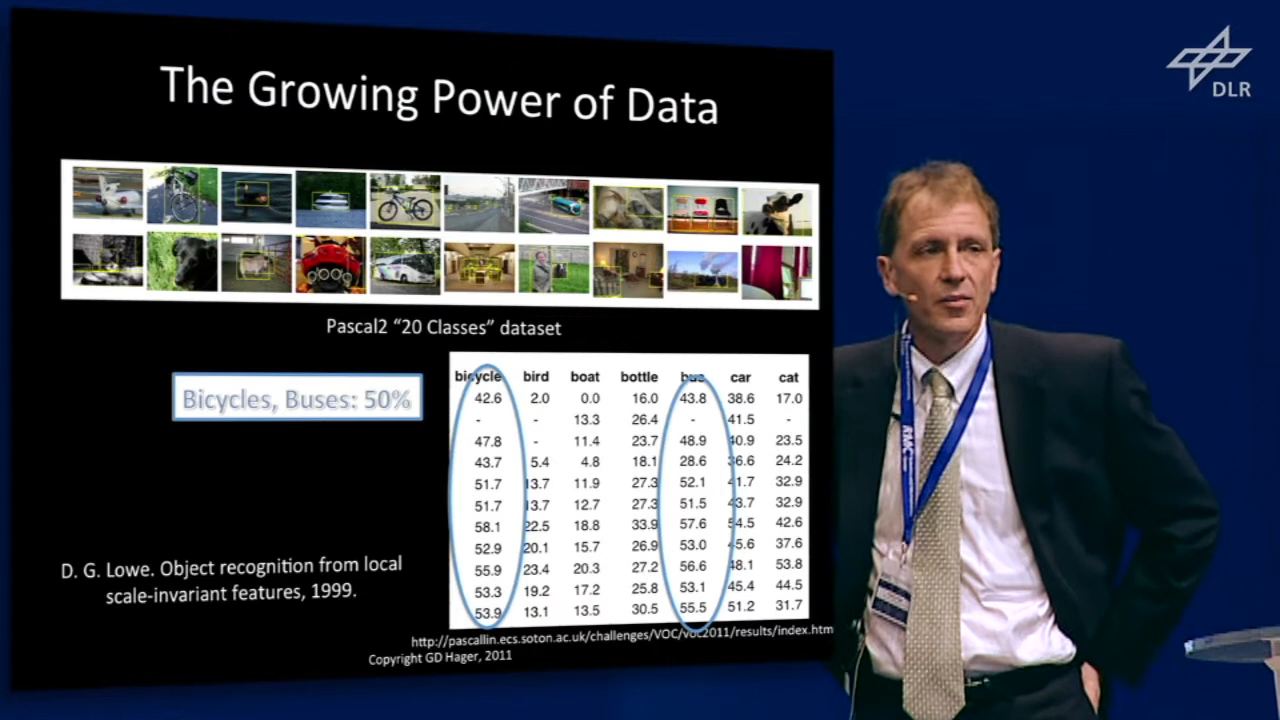 The Growing Power of Data
DLR
Pascal2 “20 Classes” dataset
Bicycles, Buses: 50%
bicycle bird boat bottle bus car cat
42.6 2.0 0.0 16.0 43.8 38.6 17.0
- - 13.3 26.4 - 41.5 -
47.8 - 11.4 23.7 48.9 40.9 23.5
43.7 5.4 4.8 18.1 28.6 36.6 24.2
51.7 13.7 11.9 27.3 52.1 41.7 32.9
51.7 13.7 12.7 27.3 51.5 43.7 32.9
58.1 22.5 18.8 33.9 57.6 54.5 42.6
52.9 20.1 15.7 26.9 53.0 45.6 37.6
55.9 23.4 20.3 27.2 56.6 48.1 53.8
53.3 19.2 17.2 25.8 53.1 45.4 44.5
53.9 13.1 13.5 30.5 55.5 51.2 31.7
D. G. Lowe. Object recognition from local
scale-invariant features, 1999.
http://pascallin.ecs.soton.ac.uk/challenges/VOC/voc2011/results/index.htm
Copyright GD Hager, 2011
RMC